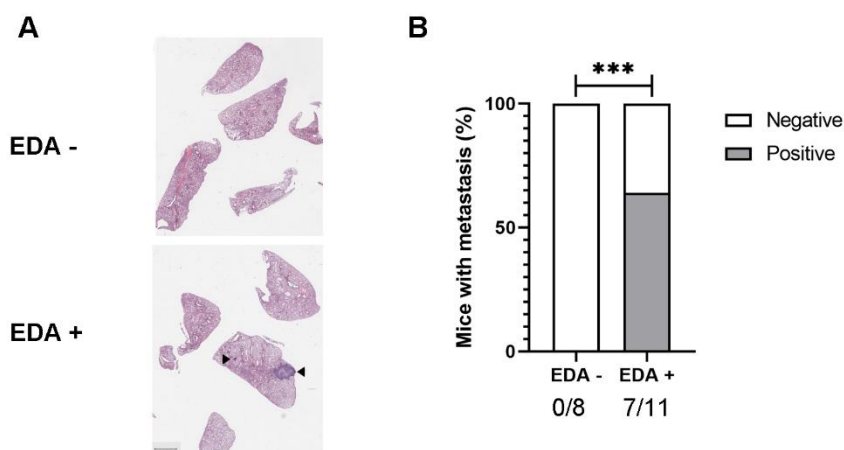 A
EDA -
EDA +
B
***
Mice with metastasis (%)
100
50
0
EDA -
EDA +
0/8
7/11
Negative
Positive